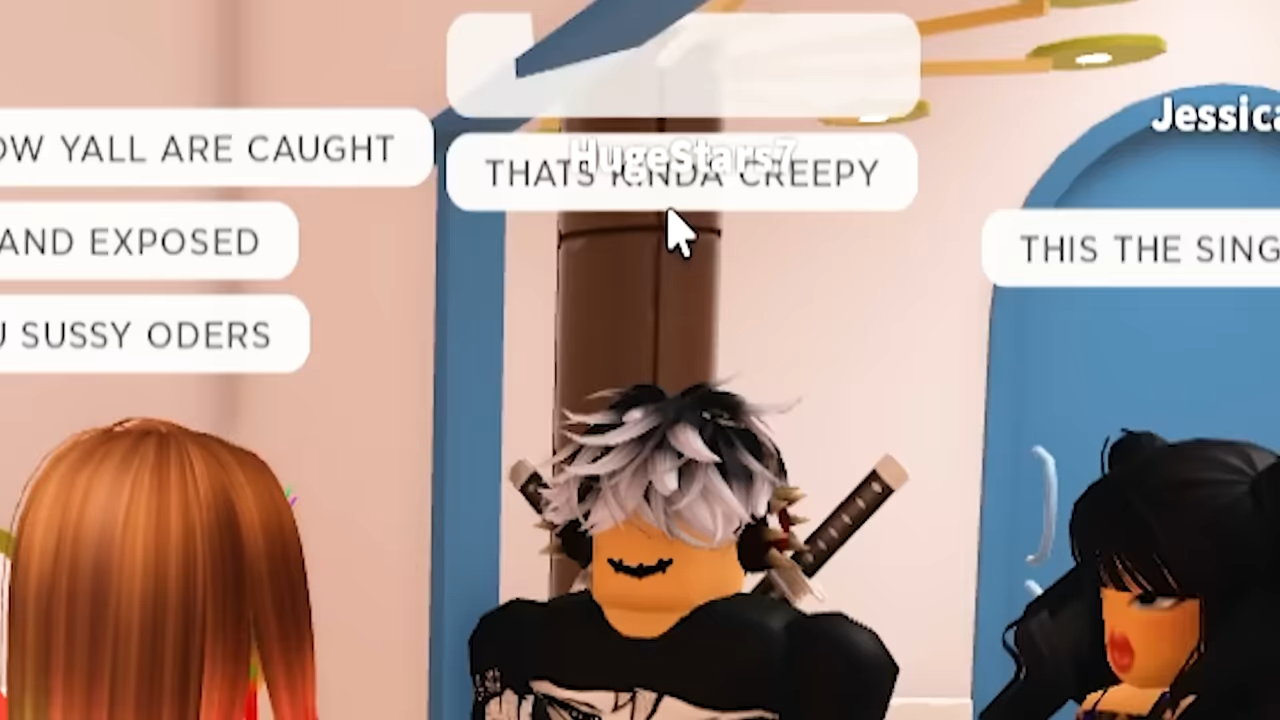 OW YALL ARE CAUGHT
AND EXPOSED
U SUSSY ODERS
HugeStars7
THATS KINDA CREEPY
Jessica
THIS THE SING